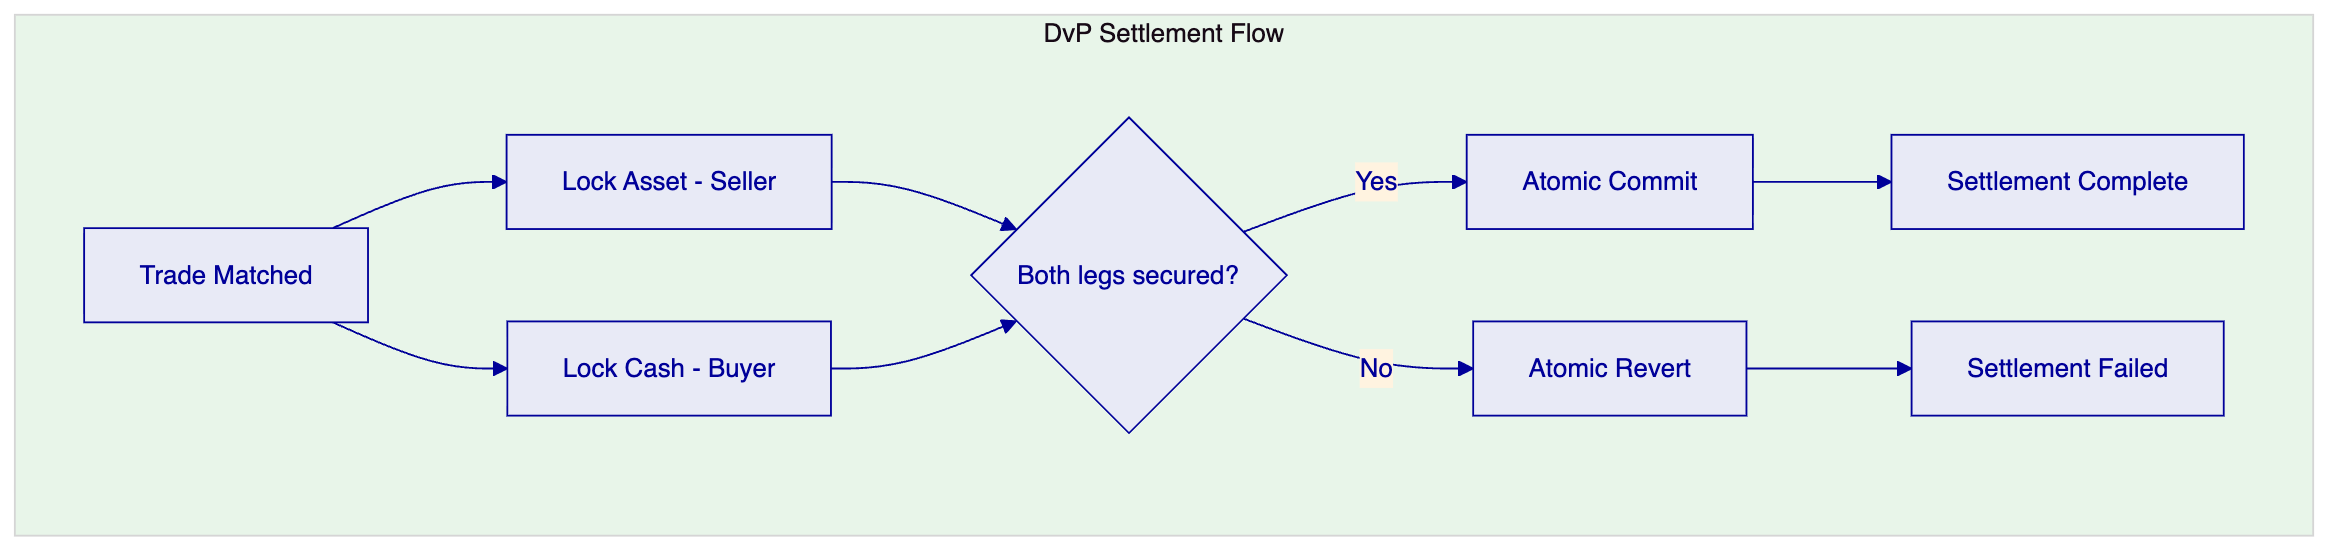 DvP Settlement Flow
Trade Matched
Lock Asset - Seller
Lock Cash - Buyer
Both legs secured?
Yes
No
Atomic Commit
Atomic Revert
Settlement Complete
Settlement Failed